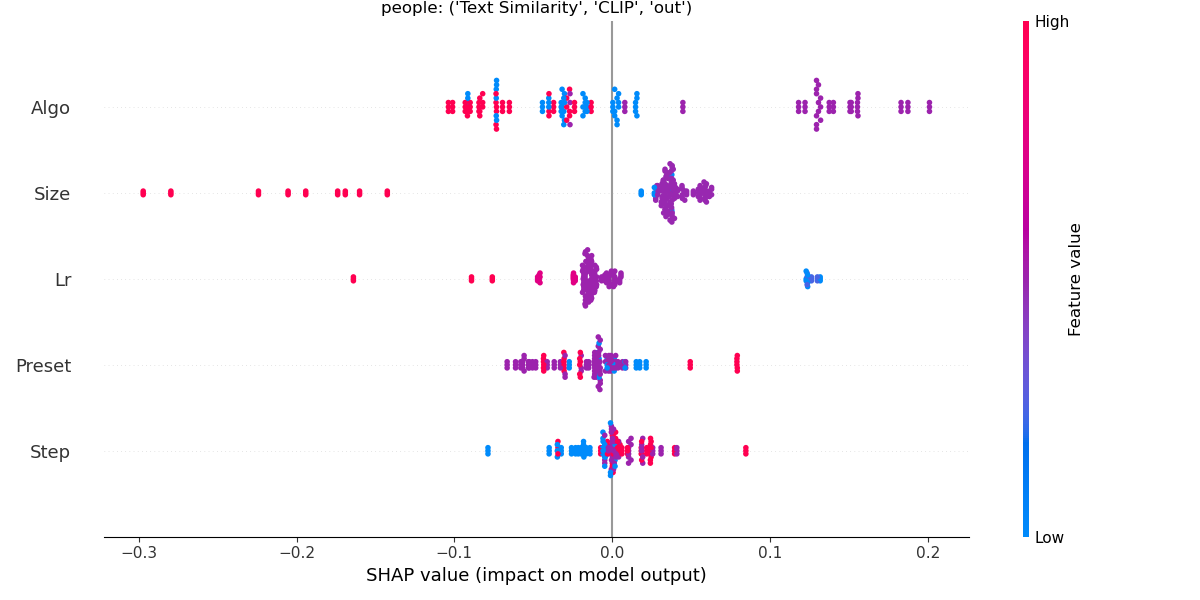 people: ('Text Similarity', 'CLIP', 'out')
High
Algo
Size
Lr
Preset
Step
Feature value
Low
−0.3 −0.2 −0.1 0.0 0.1 0.2
SHAP value (impact on model output)